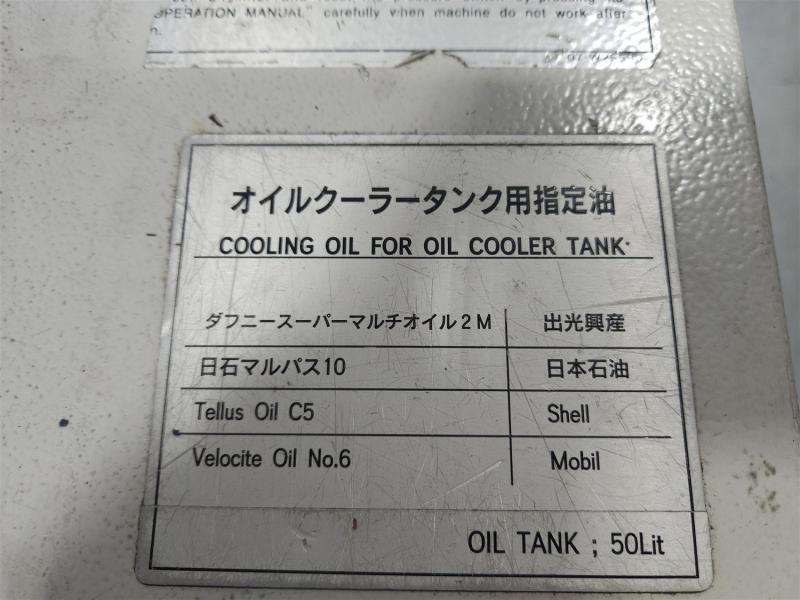 OPERATION MANUAL" carefully when machine do not work after
n.
オイルクーラータンク用指定油
COOLING OIL FOR OIL COOLER TANK
ダフニースーパーマルチオイル2M 出光興産
日石マルパス10 日本石油
Tellus Oil C5 Shell
Velocite Oil No.6 Mobil
OIL TANK ; 50Lit